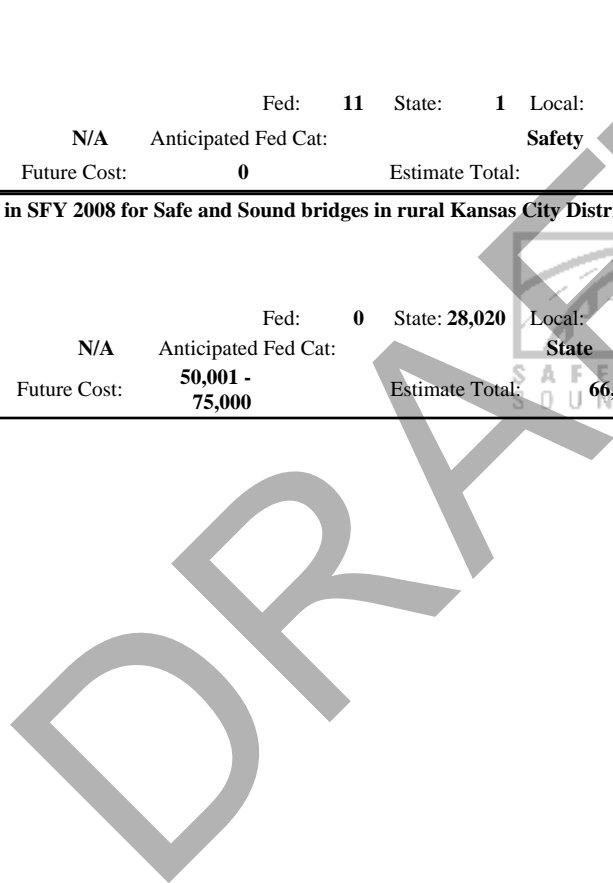 Fed: 11 State: 1 Local:
N/A Anticipated Fed Cat: Safety
Future Cost: 0 Estimate Total:
in SFY 2008 for Safe and Sound bridges in rural Kansas City Distr
Fed: 0 State: 28,020 Local:
N/A Anticipated Fed Cat: State
Future Cost: 50,001 - 75,000 Estimate Total: 66,
DRAF